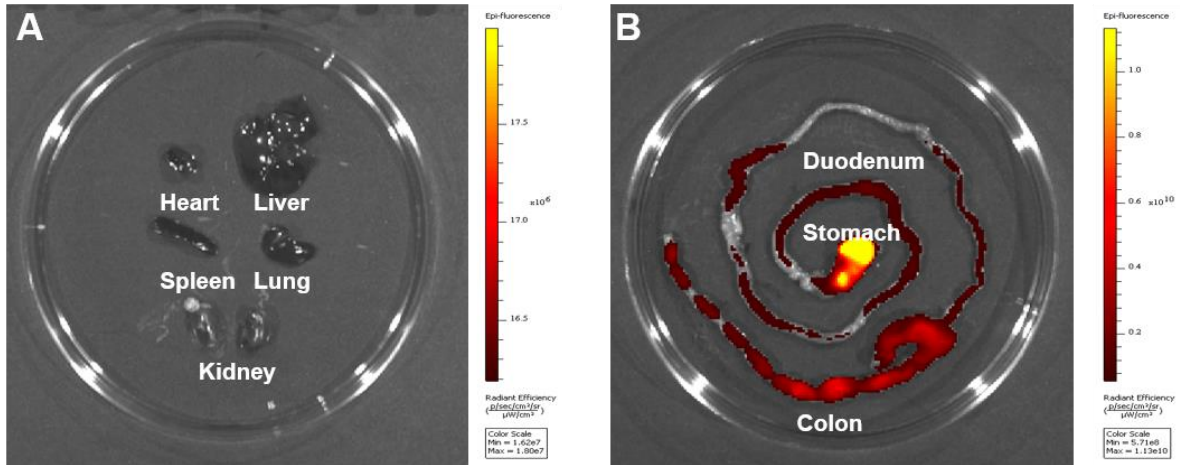 A
Heart
Liver
Spleen
Lung
Kidney
Epi-fluorescence
17.5
x10⁶
17.0
16.5
Radiant Efficiency
(p/sec/cm²/sr / µW/cm²)
Color Scale
Min = 1.62e7
Max = 1.80e7
B
Duodenum
Stomach
Colon
Epi-fluorescence
1.0
0.8
x10¹⁰
0.6
0.4
0.2
Radiant Efficiency
(p/sec/cm²/sr / µW/cm²)
Color Scale
Min = 5.71e8
Max = 1.13e10